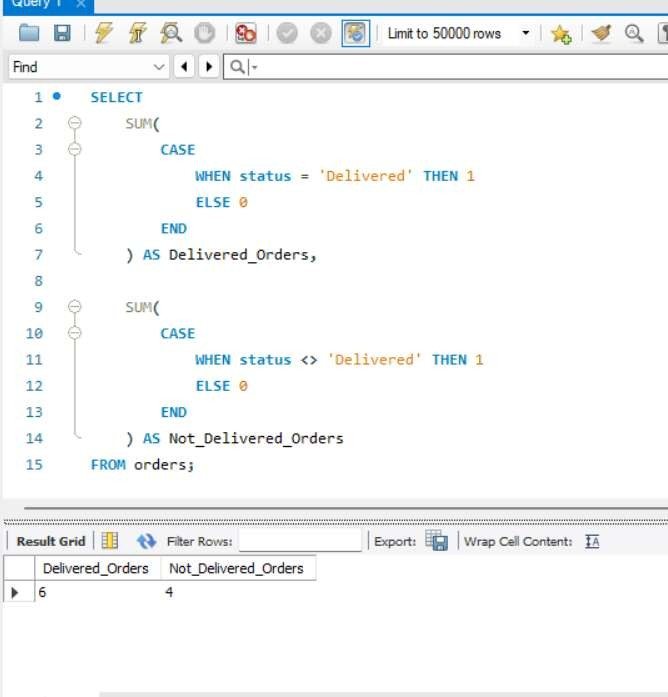 Query 1
Limit to 50000 rows
Find
1 SELECT
2 SUM(
3 CASE
4 WHEN status = 'Delivered' THEN 1
5 ELSE 0
6 END
7 ) AS Delivered_Orders,
8
9 SUM(
10 CASE
11 WHEN status <> 'Delivered' THEN 1
12 ELSE 0
13 END
14 ) AS Not_Delivered_Orders
15 FROM orders;
Result Grid Filter Rows: Export: Wrap Cell Content:
Delivered_Orders Not_Delivered_Orders
6 4